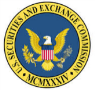 U.S. SECURITIES AND EXCHANGE COMMISSION
MCMXXXIV